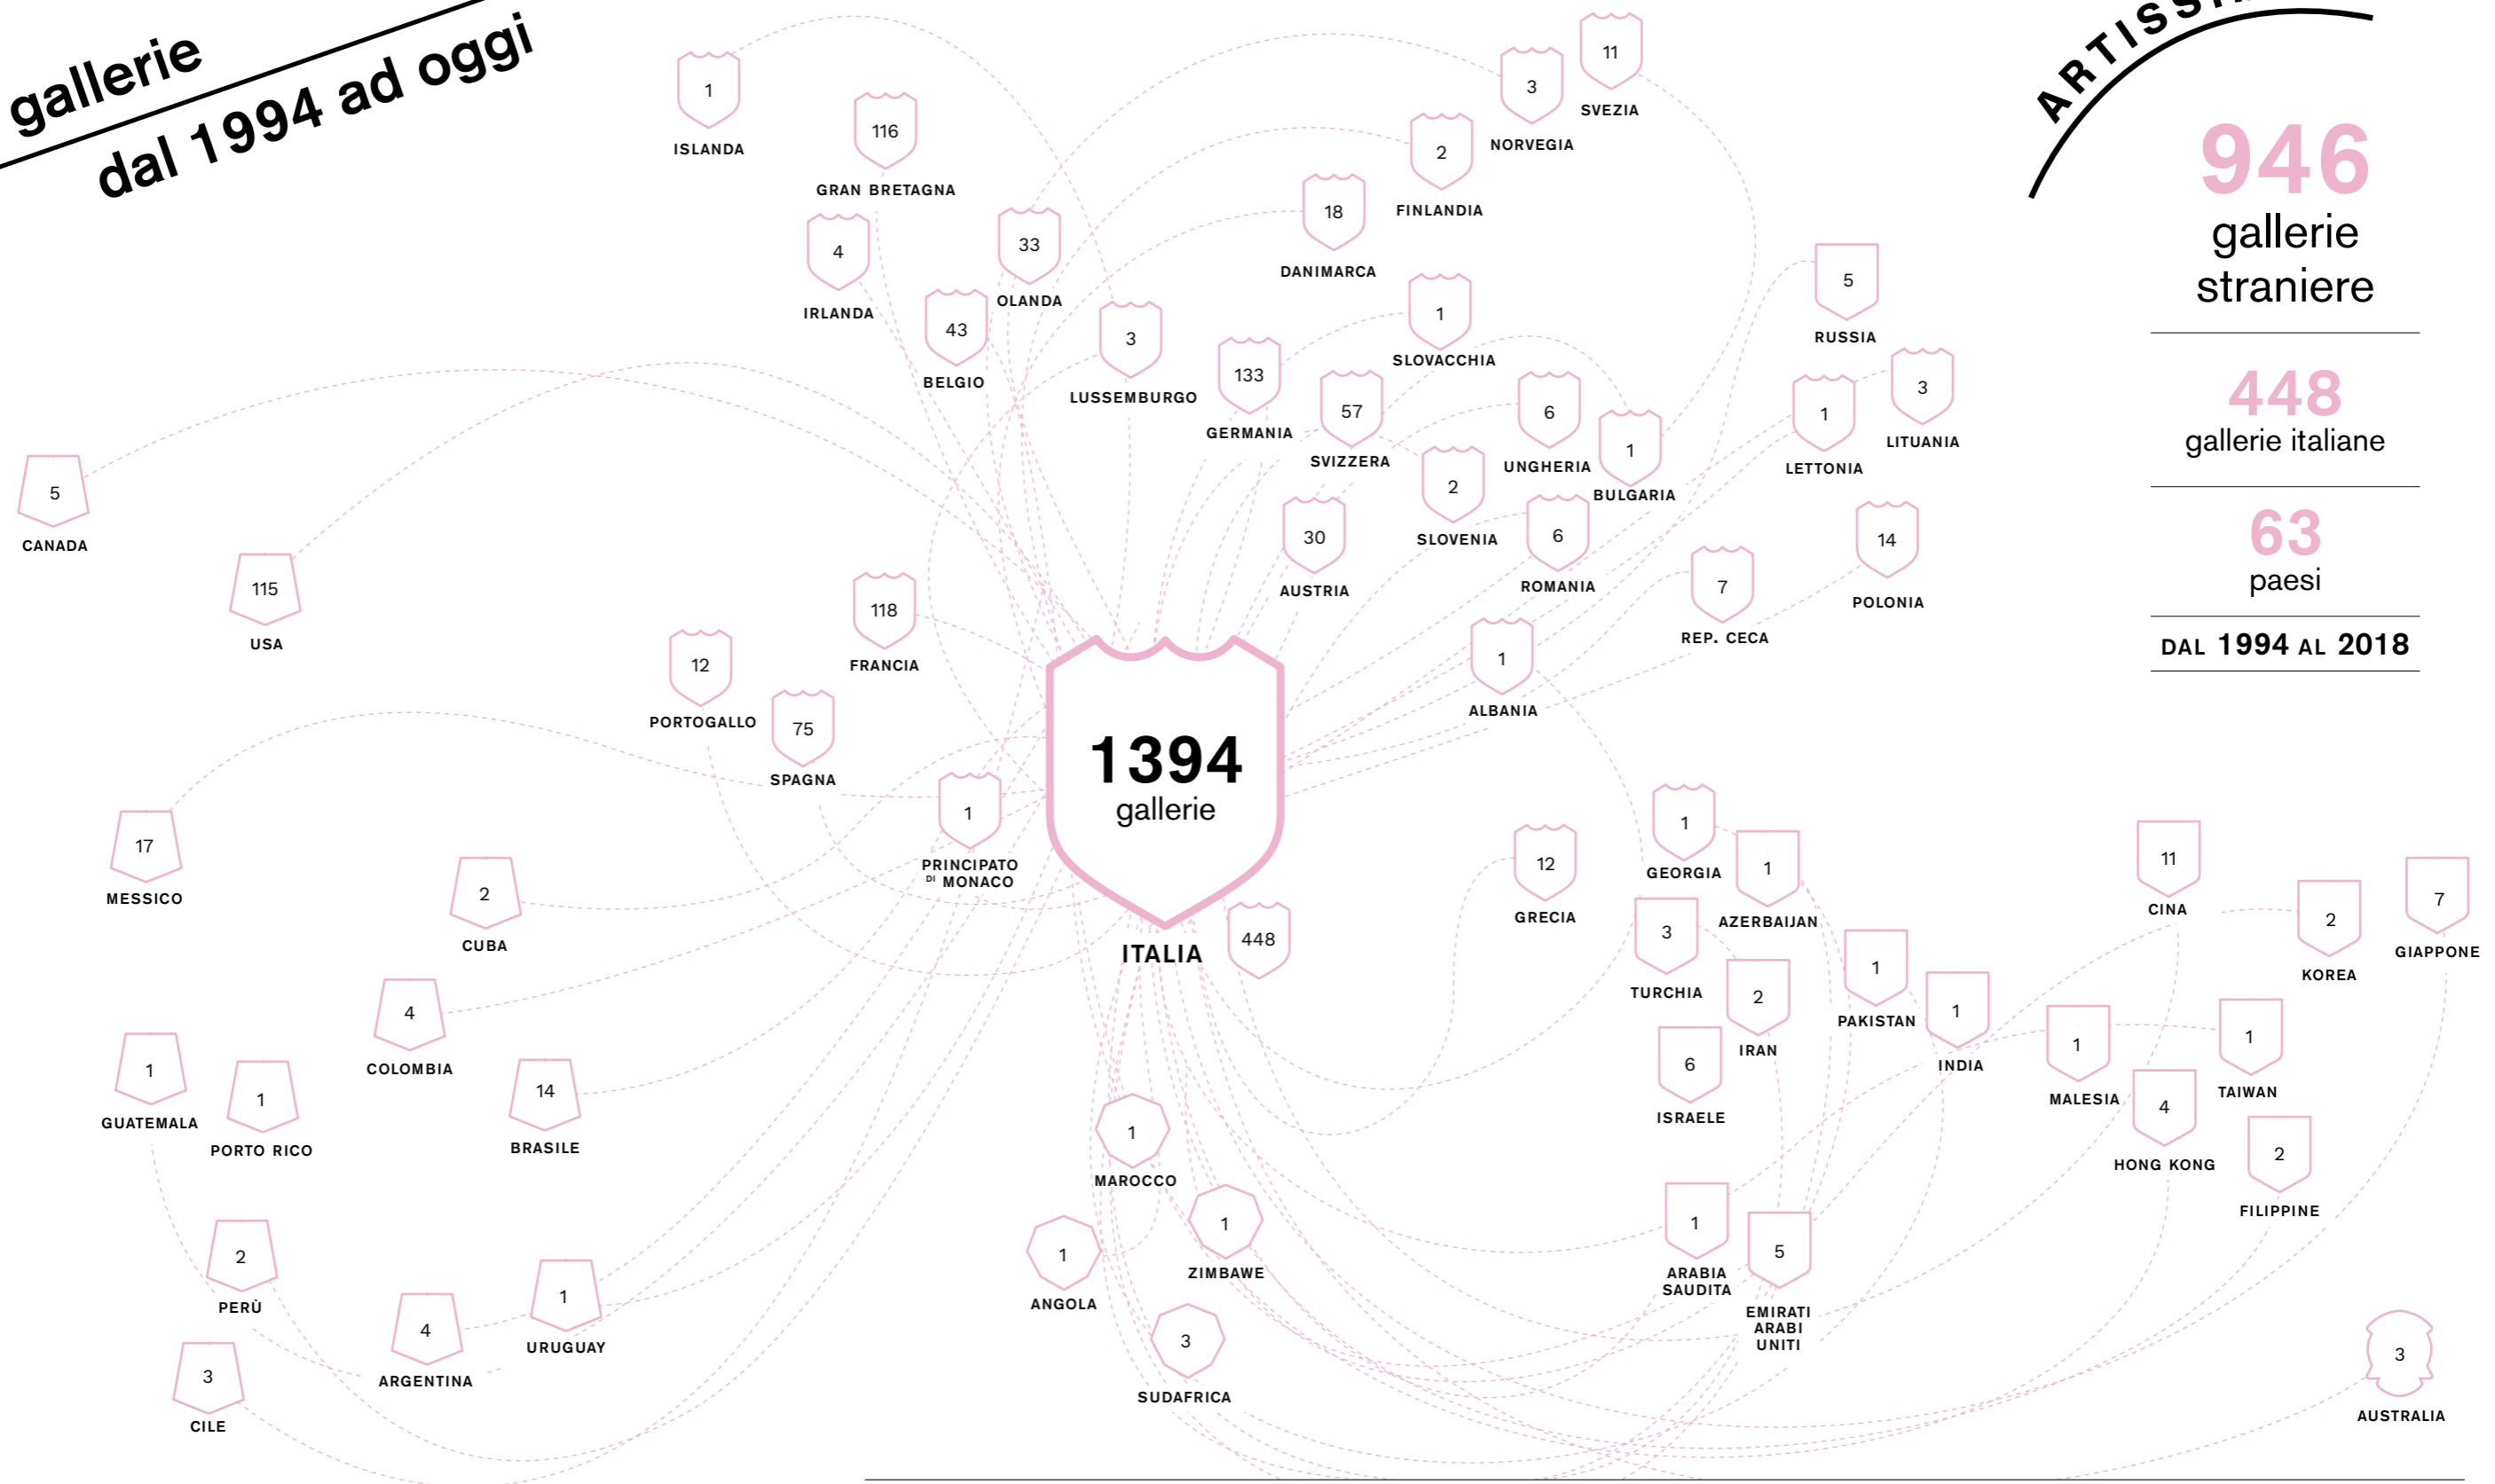 gallerie
dal 1994 ad oggi
1
ISLANDA
116
GRAN BRETAGNA
4
IRLANDA
33
OLANDA
43
BELGIO
3
LUSSEMBURGO
3
NORVEGIA
11
SVEZIA
2
FINLANDIA
18
DANIMARCA
1
SLOVACCHIA
133
GERMANIA
57
SVIZZERA
6
UNGHERIA
1
BULGARIA
2
SLOVENIA
30
AUSTRIA
6
ROMANIA
5
RUSSIA
1
LETTONIA
3
LITUANIA
14
POLONIA
7
REP. CECA
1
ALBANIA
5
CANADA
115
USA
118
FRANCIA
12
PORTOGALLO
75
SPAGNA
1
PRINCIPATO
DI MONACO
1394
gallerie
ITALIA
448
17
MESSICO
2
CUBA
4
COLOMBIA
1
GUATEMALA
1
PORTO RICO
14
BRASILE
2
PERÙ
3
CILE
4
ARGENTINA
1
URUGUAY
1
MAROCCO
1
ANGOLA
1
ZIMBAWE
3
SUDAFRICA
12
GRECIA
1
GEORGIA
1
AZERBAIJAN
3
TURCHIA
2
IRAN
6
ISRAELE
1
PAKISTAN
1
INDIA
1
ARABIA
SAUDITA
5
EMIRATI
ARABI
UNITI
11
CINA
2
KOREA
7
GIAPPONE
1
MALESIA
1
TAIWAN
4
HONG KONG
2
FILIPPINE
3
AUSTRALIA
946
gallerie
straniere
448
gallerie italiane
63
paesi
DAL 1994 AL 2018